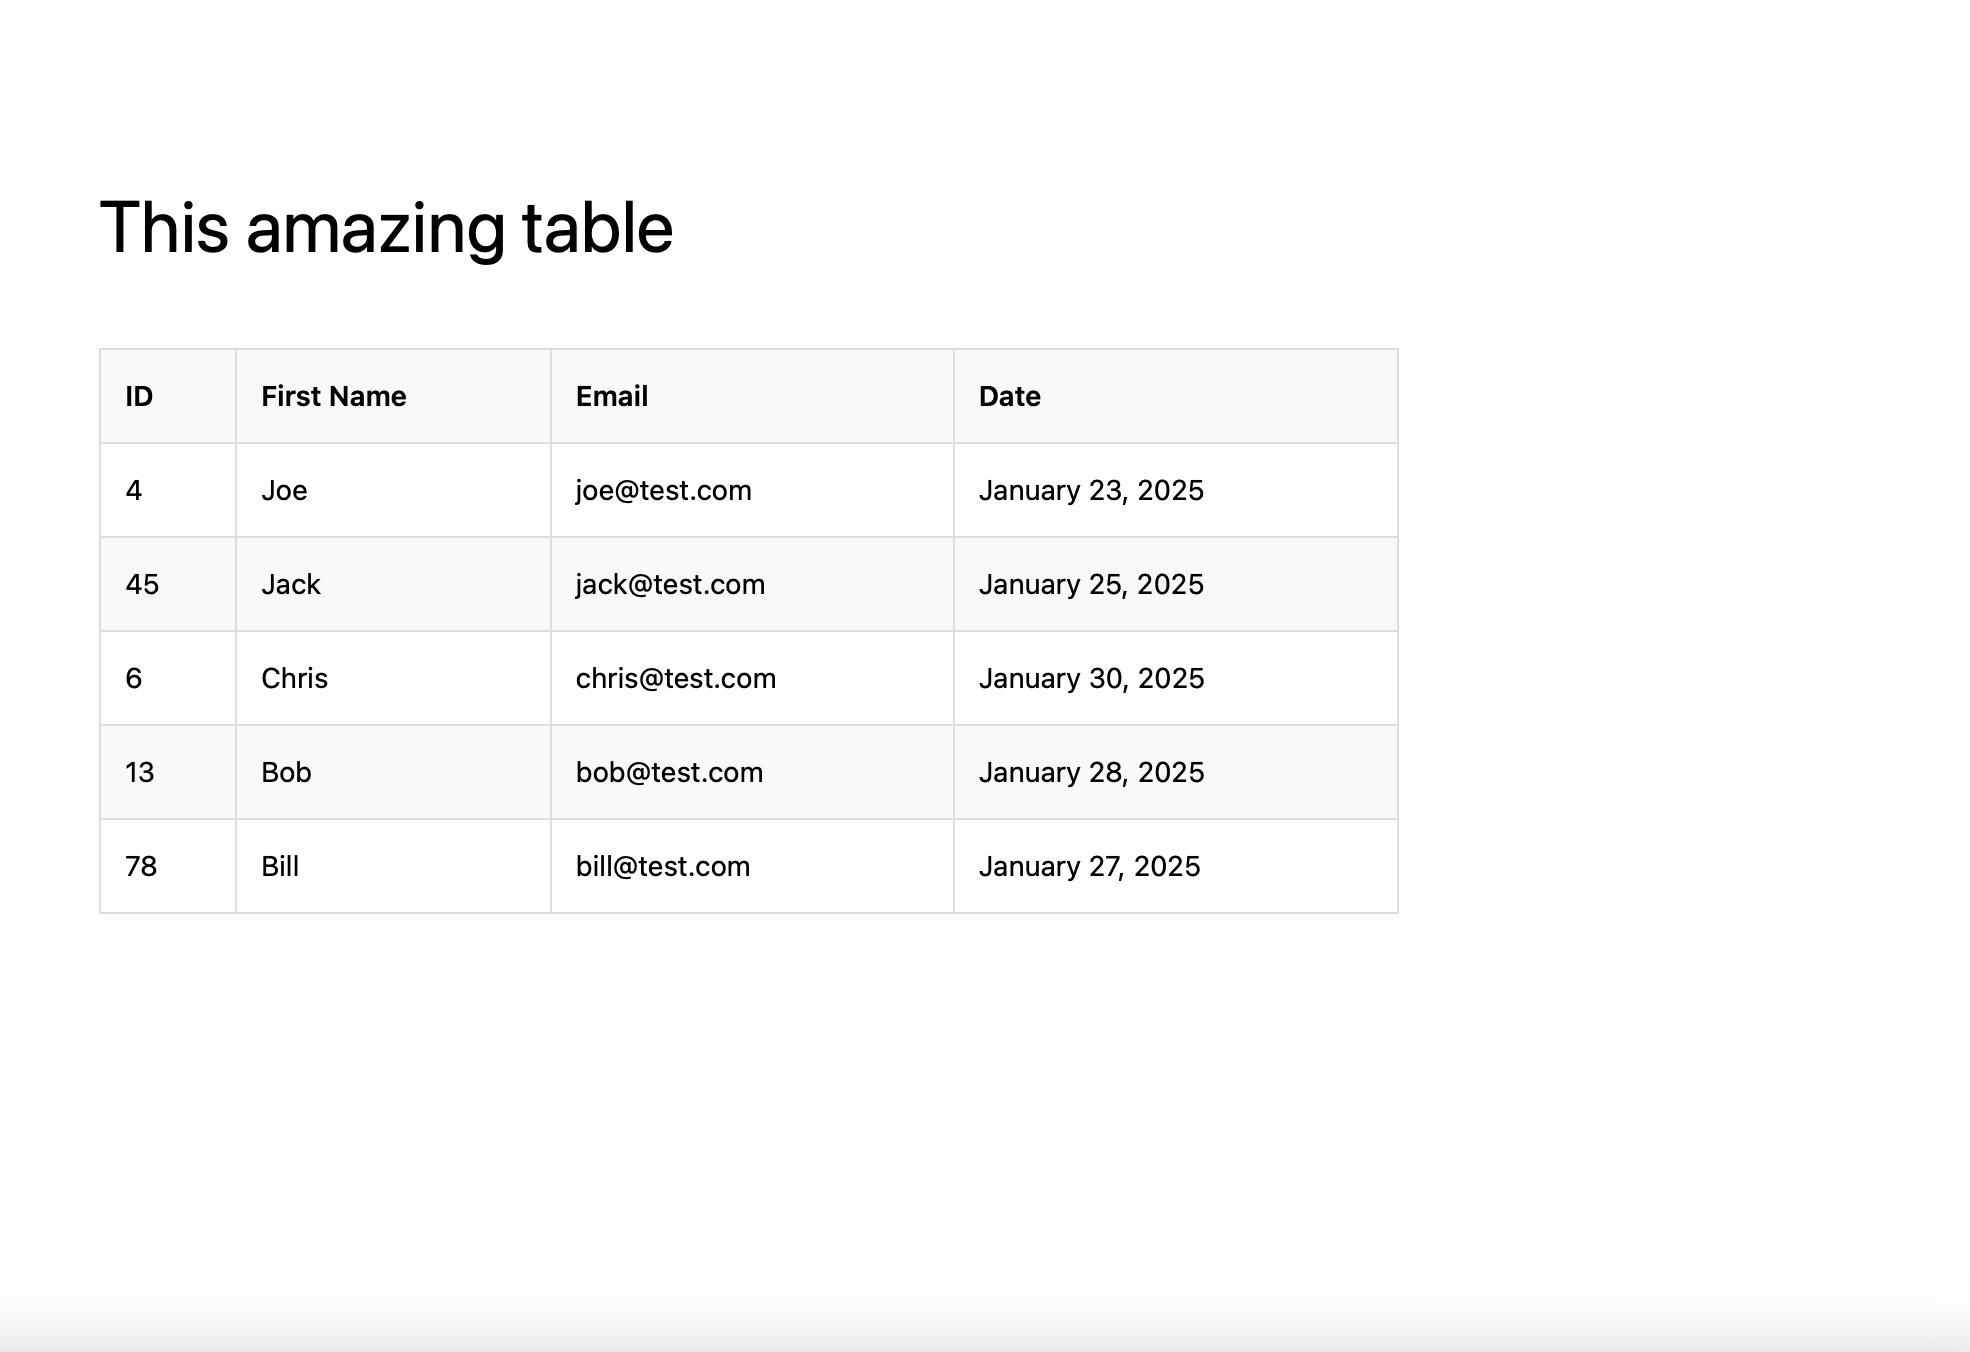 This amazing table
ID First Name Email Date
4 Joe joe@test.com January 23, 2025
45 Jack jack@test.com January 25, 2025
6 Chris chris@test.com January 30, 2025
13 Bob bob@test.com January 28, 2025
78 Bill bill@test.com January 27, 2025